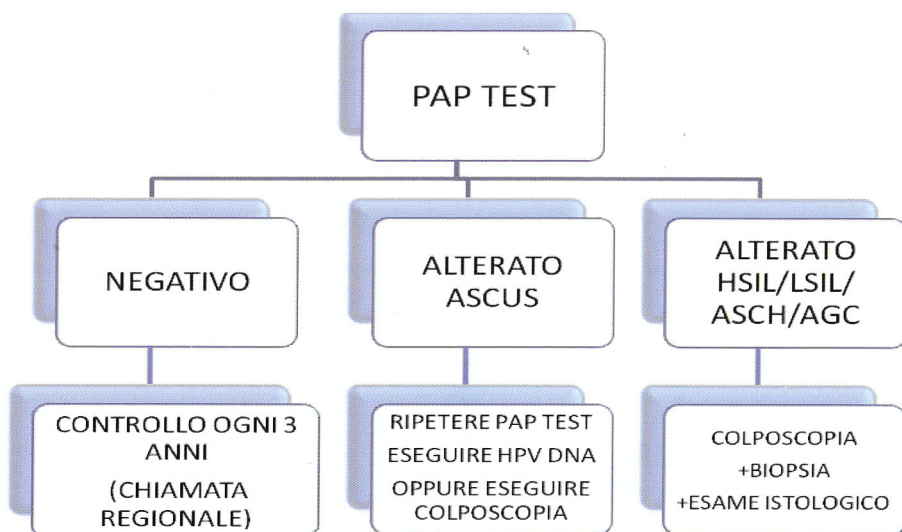 PAP TEST
NEGATIVO
ALTERATO
ASCUS
ALTERATO
HSIL/LSIL/
ASCH/AGC
CONTROLLO OGNI 3
ANNI
(CHIAMATA
REGIONALE)
RIPETERE PAP TEST
ESEGUIRE HPV DNA
OPPURE ESEGUIRE
COLPOSCOPIA
COLPOSCOPIA
+BIOPSIA
+ESAME ISTOLOGICO